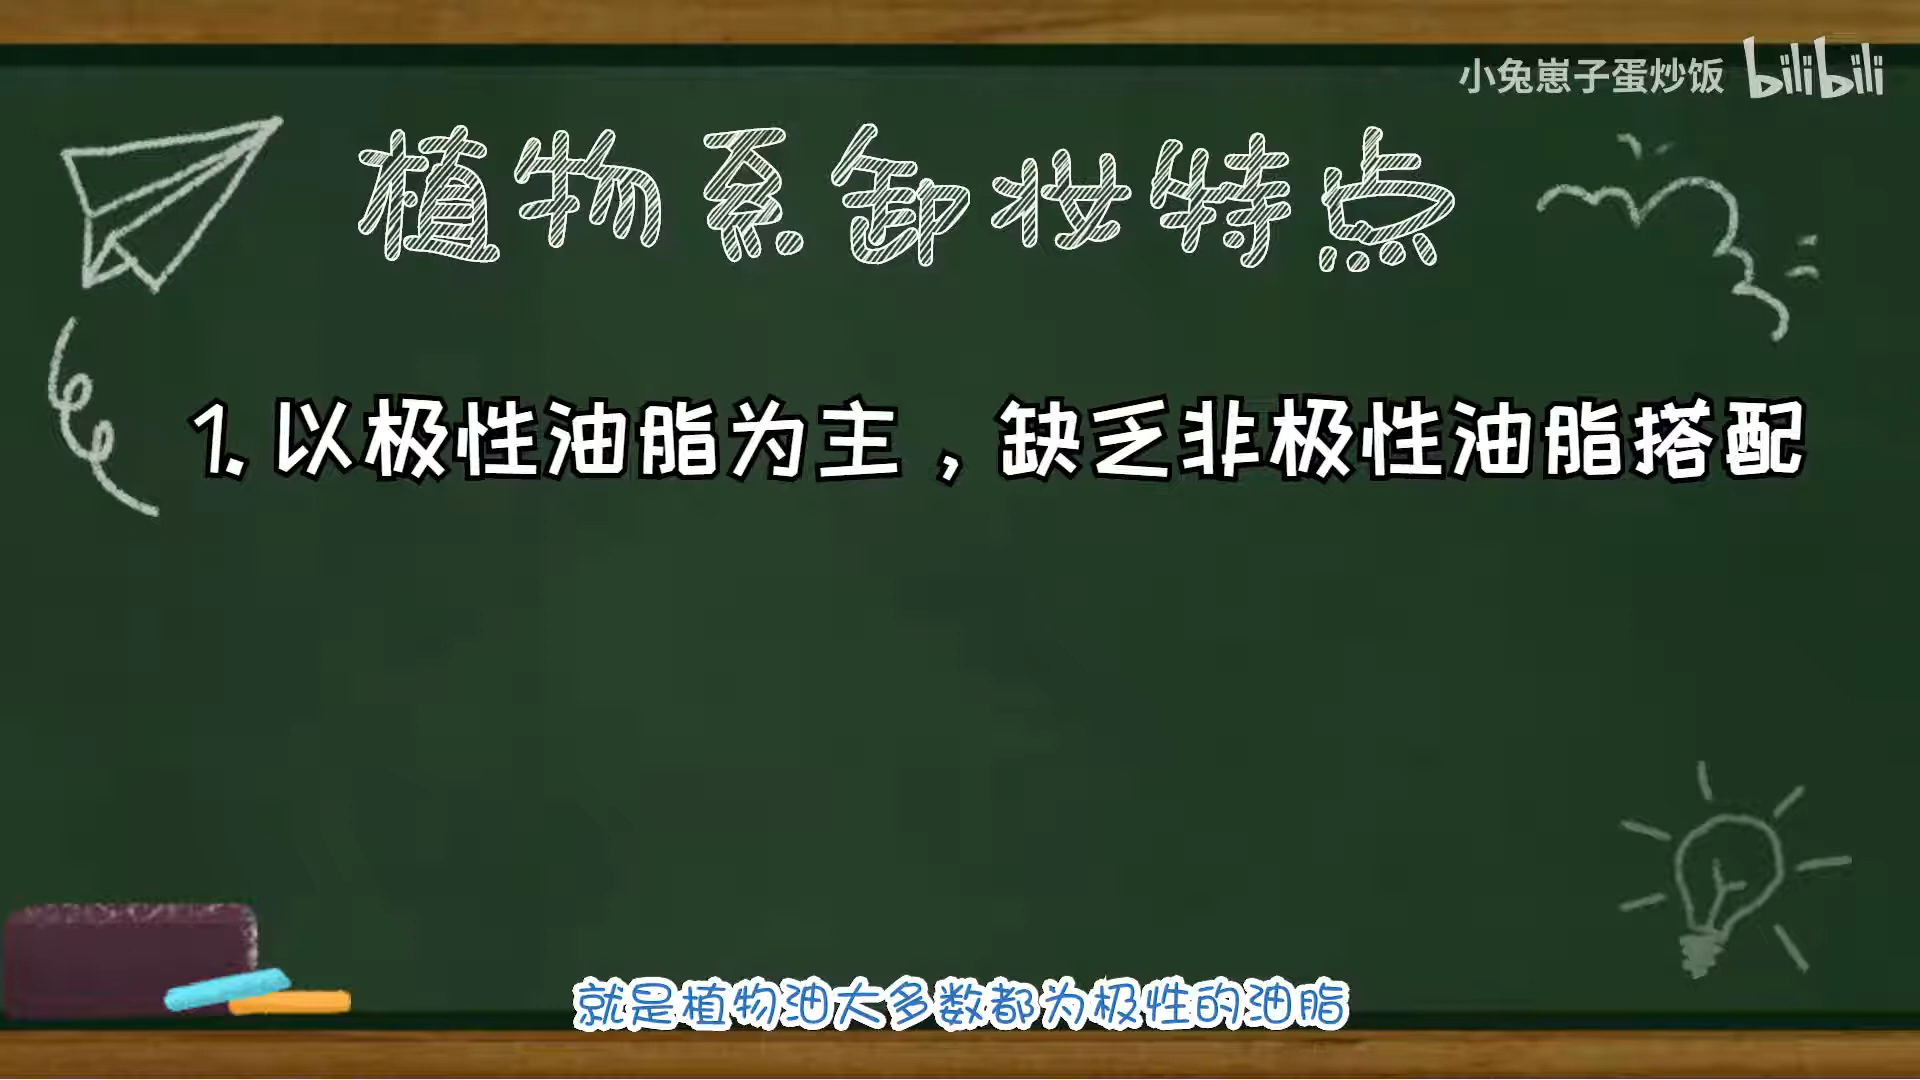 小兔崽子蛋炒饭 bilibili
植物系卸妆特点
1.以极性油脂为主，缺乏非极性油脂搭配
就是植物油大多数都为极性的油脂